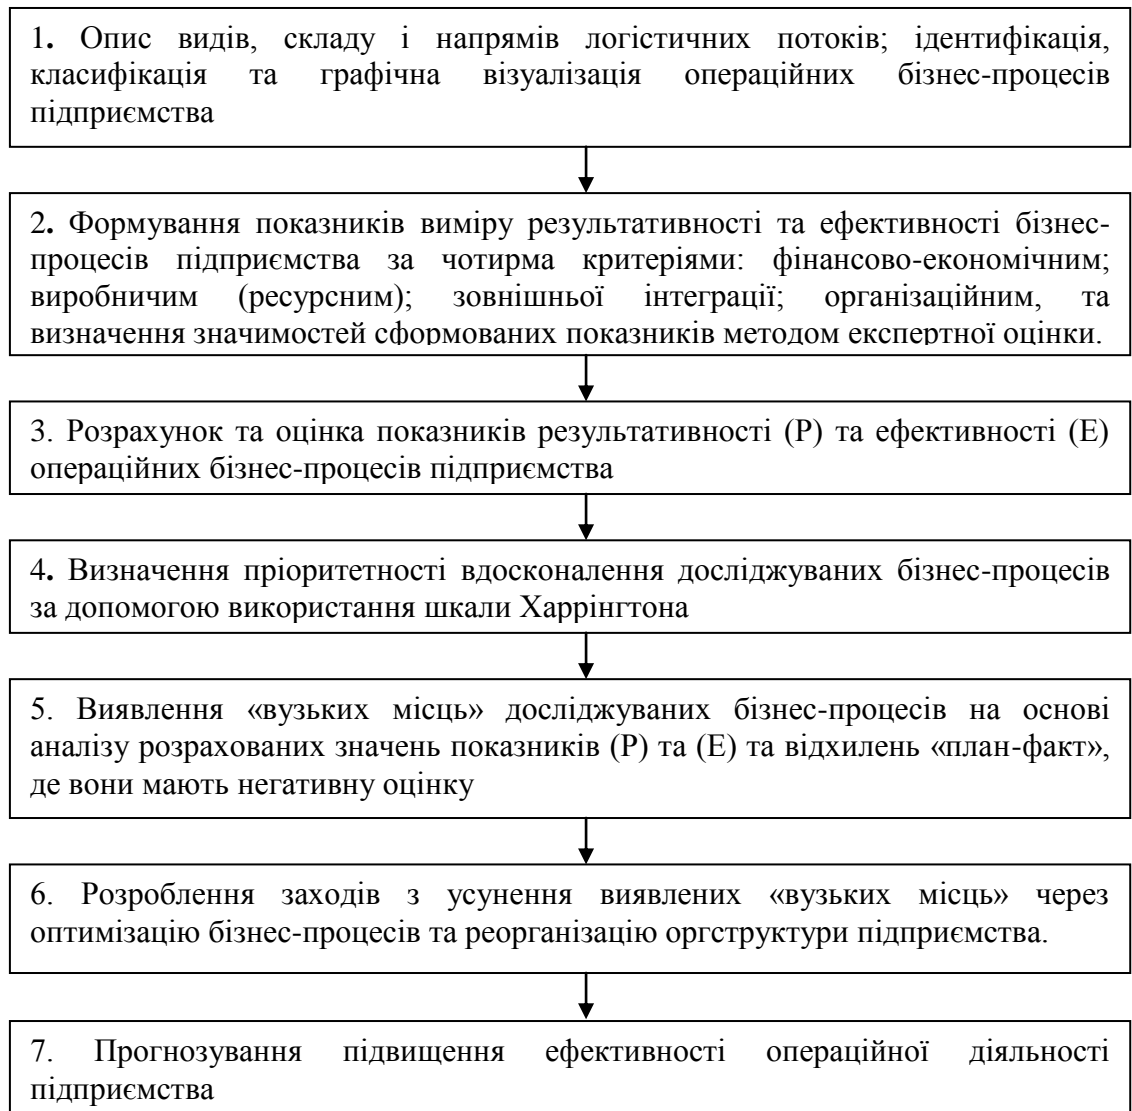 1. Опис видів, складу і напрямів логістичних потоків; ідентифікація,
класифікація та графічна візуалізація операційних бізнес-процесів
підприємства
2. Формування показників виміру результативності та ефективності бізнес-
процесів підприємства за чотирма критеріями: фінансово-економічним;
виробничим (ресурсним); зовнішньої інтеграції; організаційним, та
визначення значимостей сформованих показників методом експертної оцінки.
3. Розрахунок та оцінка показників результативності (Р) та ефективності (Е)
операційних бізнес-процесів підприємства
4. Визначення пріоритетності вдосконалення досліджуваних бізнес-процесів
за допомогою використання шкали Харрінгтона
5. Виявлення «вузьких місць» досліджуваних бізнес-процесів на основі
аналізу розрахованих значень показників (Р) та (Е) та відхилень «план-факт»,
де вони мають негативну оцінку
6. Розроблення заходів з усунення виявлених «вузьких місць» через
оптимізацію бізнес-процесів та реорганізацію оргструктури підприємства.
7. Прогнозування підвищення ефективності операційної діяльності
підприємства